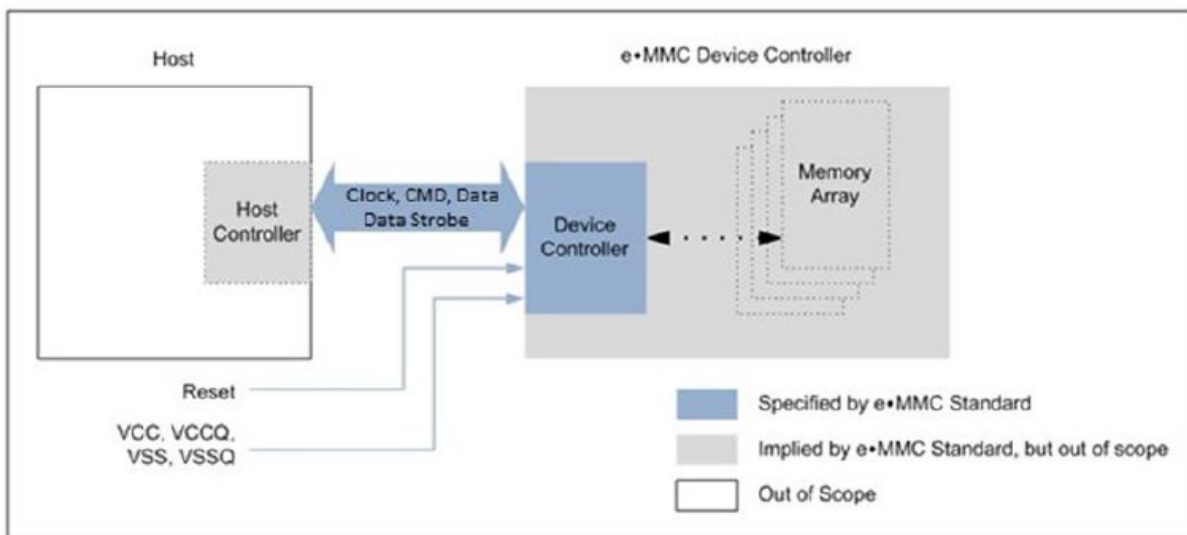 Host
e•MMC Device Controller
Memory
Array
Clock, CMD, Data
Data Strobe
Host
Controller
Device
Controller
Reset
VCC, VCCQ,
VSS, VSSQ
Specified by e•MMC Standard
Implied by e•MMC Standard, but out of scope
Out of Scope